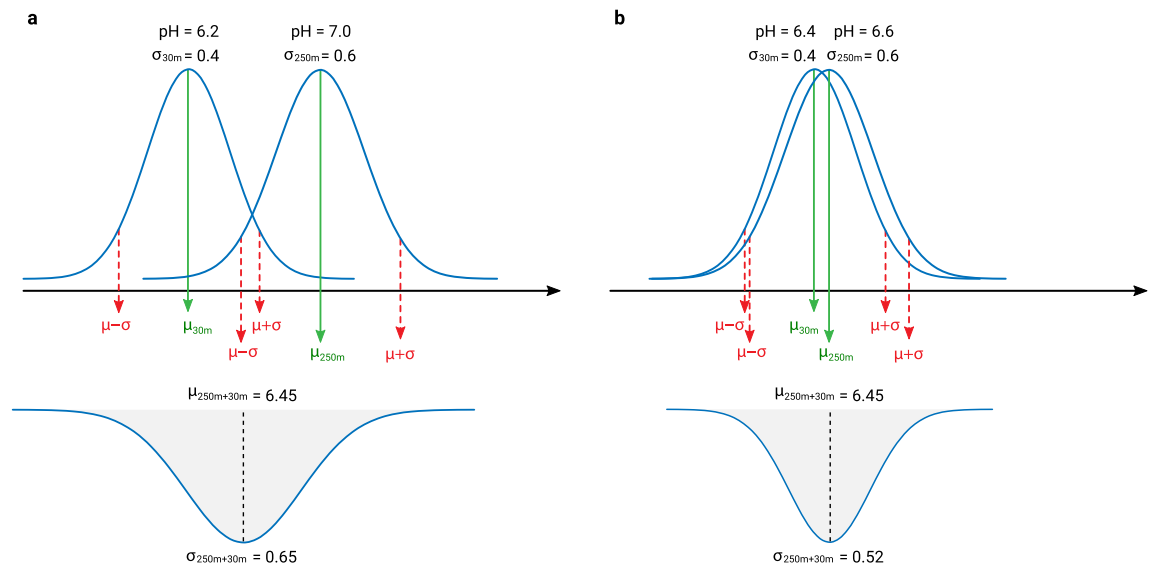 a
pH = 6.2 pH = 7.0
σ30m = 0.4 σ250m = 0.6
μ−σ μ30m μ+σ
μ−σ μ250m μ+σ
μ250m+30m = 6.45
σ250m+30m = 0.65
b
pH = 6.4 pH = 6.6
σ30m = 0.4 σ250m = 0.6
μ−σ μ30m μ+σ
μ−σ μ250m μ+σ
μ250m+30m = 6.45
σ250m+30m = 0.52